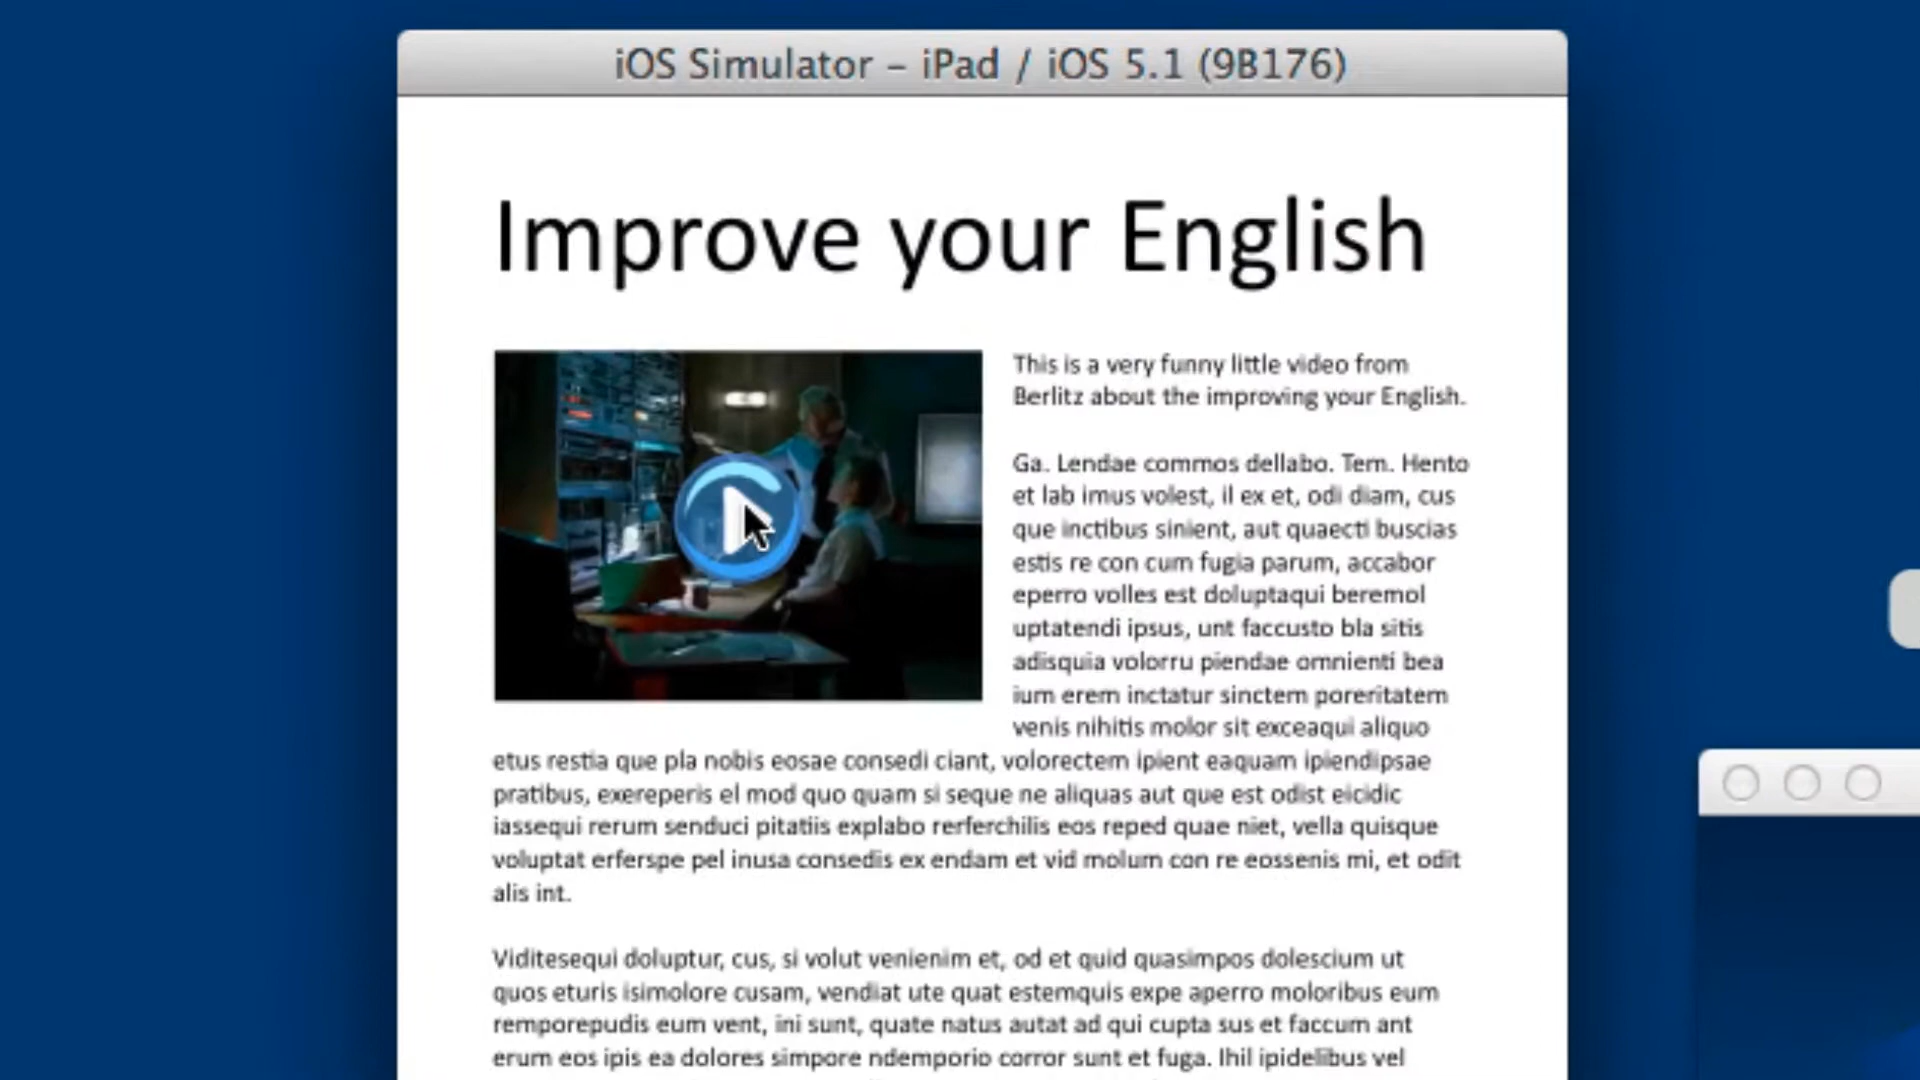 iOS Simulator – iPad / iOS 5.1 (9B176)
Improve your English
This is a very funny little video from
Berlitz about the improving your English.
Ga. Lendae commos dellabo. Tem. Hento
et lab imus volest, il ex et, odi diam, cus
que inctibus sinient, aut quaecti buscias
estis re con cum fugia parum, accabor
eperro volles est doluptaqui beremol
uptatendi ipsus, unt faccusto bla sitis
adisquia volorru piendae omnienti bea
ium erem inctatur sinctem poreritatem
venis nihitis molor sit exceaqui aliquo
etus restia que pla nobis eosae consedi ciant, volorectem ipient eaquam ipiendipsae
pratibus, exereperis el mod quo quam si seque ne aliquas aut que est odist eicidic
iassequi rerum senduci pitatiis explabo rerferchilis eos reped quae niet, vella quisque
voluptat erferspe pel inusa consedis ex endam et vid molum con re eossenis mi, et odit
alis int.
Viditesequi doluptur, cus, si volut venienim et, od et quid quasimpos dolescium ut
quos eturis isimolore cusam, vendiat ute quat estemquis expe aperro moloribus eum
remporepudis eum vent, ini sunt, quate natus autat ad qui cupta sus et faccum ant
erum eos ipis ea dolores simpore ndemporio corror sunt et fuga. Ihil ipidelibus vel